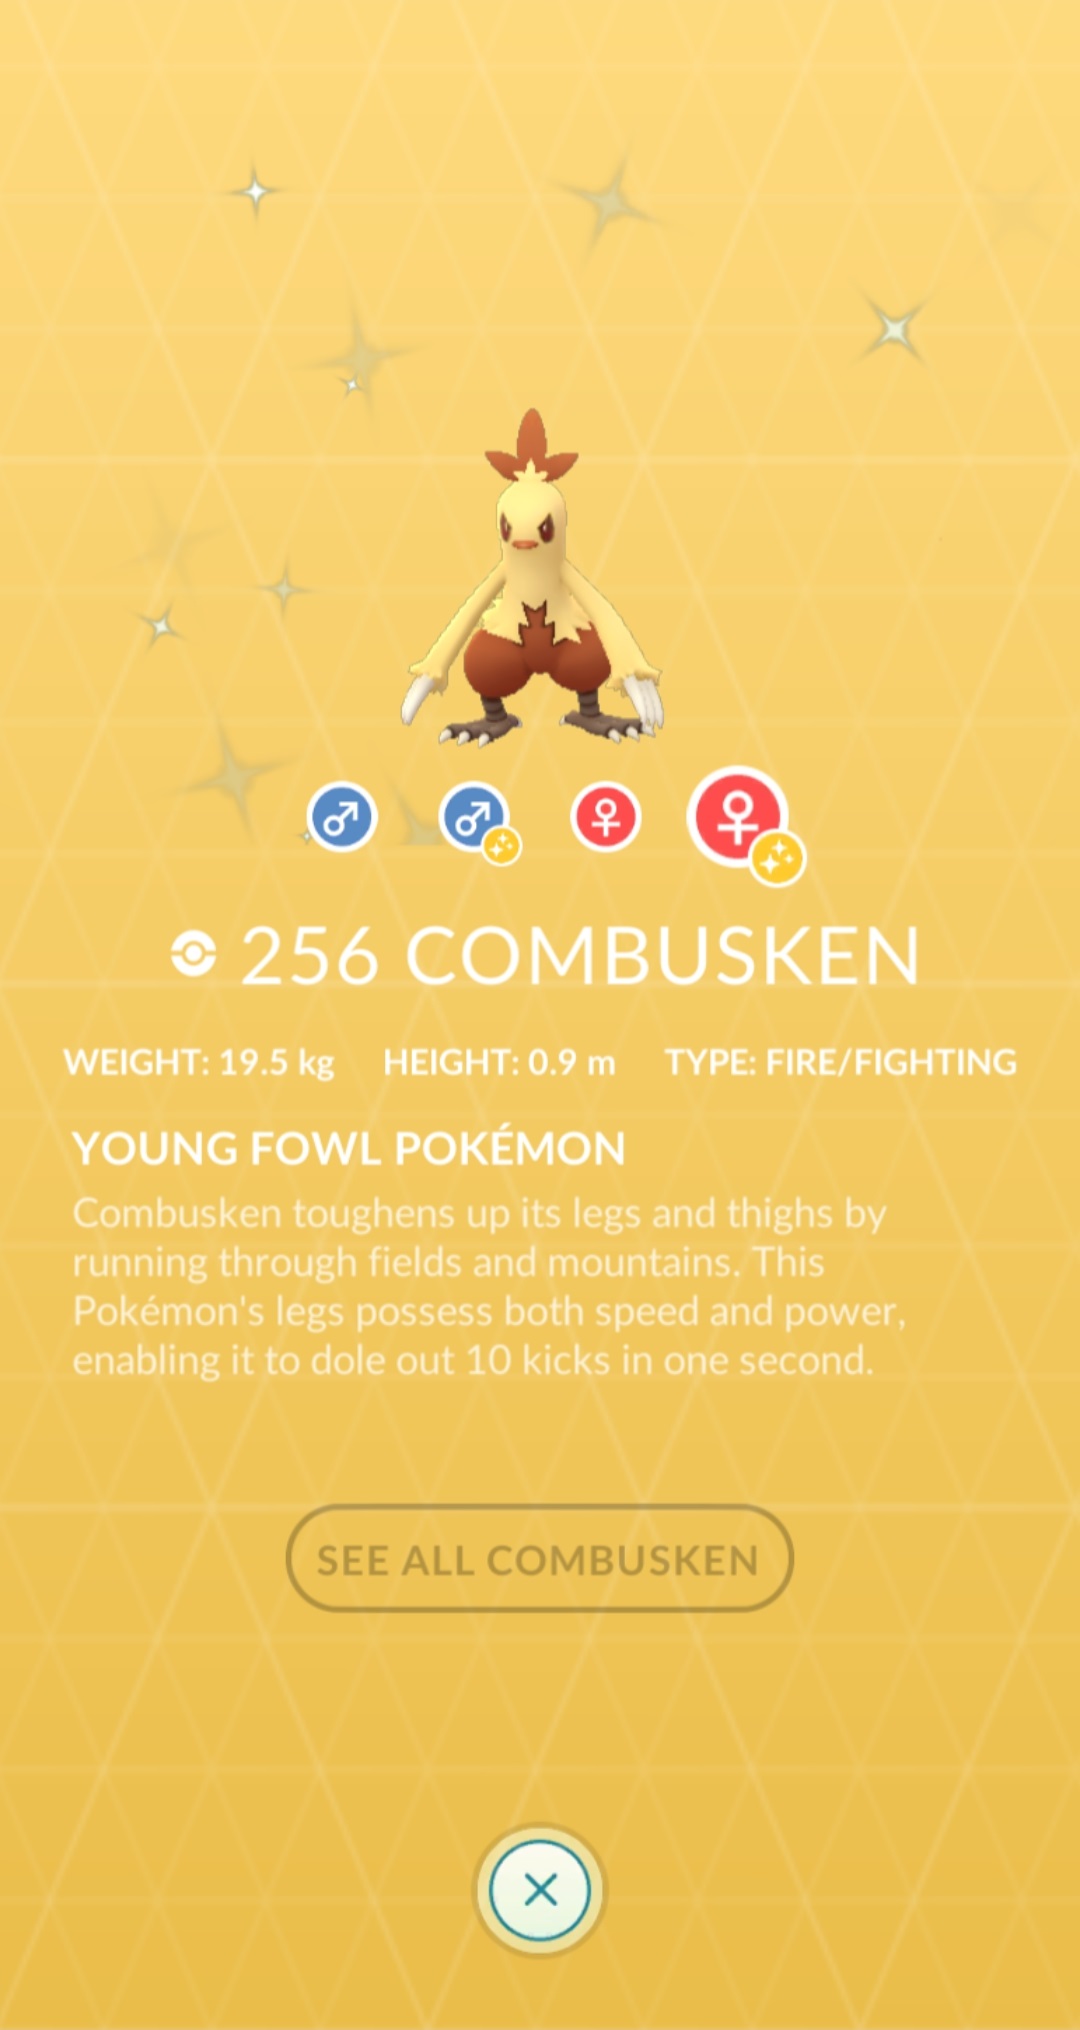 256 COMBUSKEN
WEIGHT: 19.5 kg HEIGHT: 0.9 m TYPE: FIRE/FIGHTING
YOUNG FOWL POKÉMON
Combusken toughens up its legs and thighs by
running through fields and mountains. This
Pokémon's legs possess both speed and power,
enabling it to dole out 10 kicks in one second.
SEE ALL COMBUSKEN